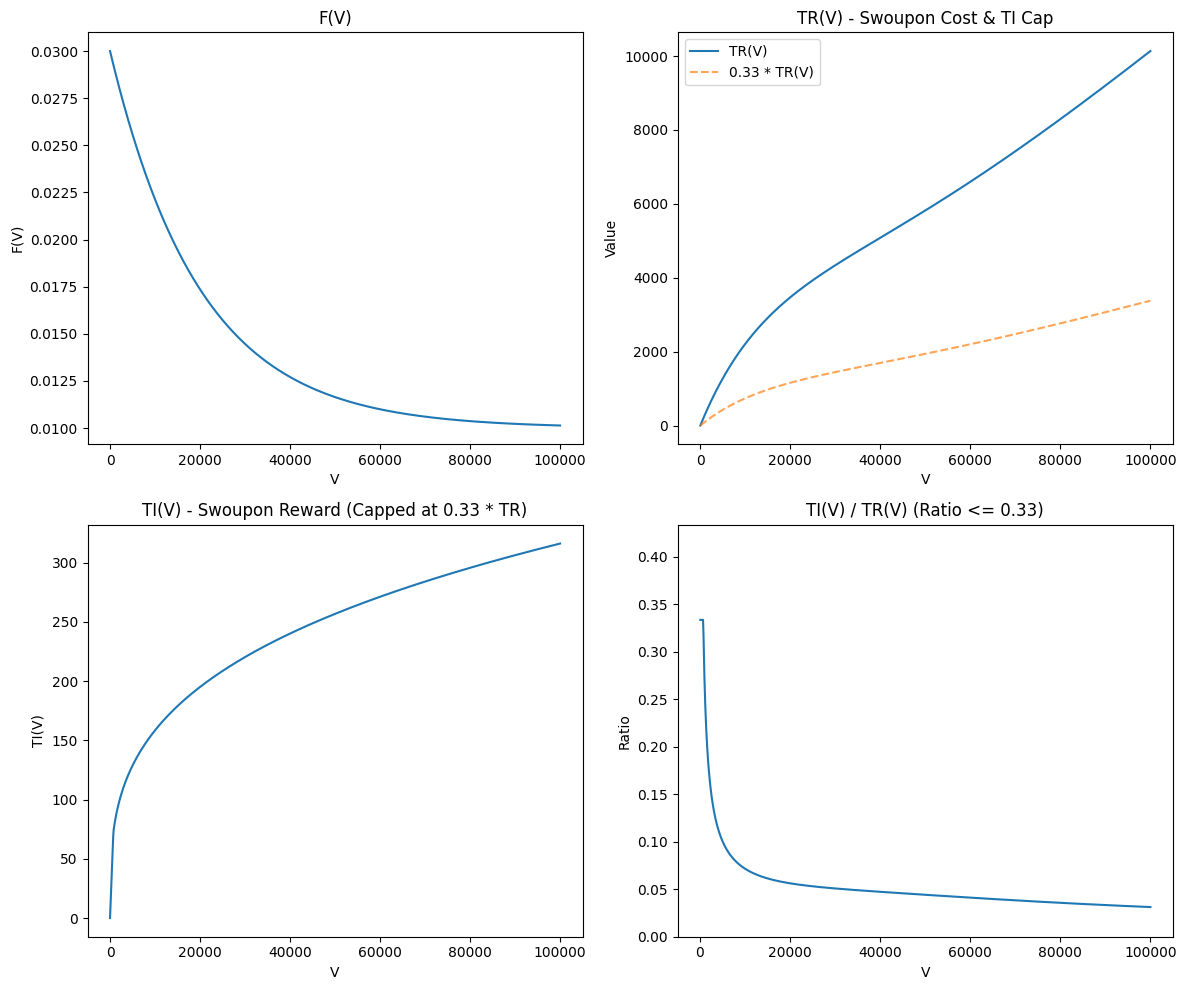 F(V)
0.0300
0.0275
0.0250
0.0225
0.0200
0.0175
0.0150
0.0125
0.0100
F(V)
0 20000 40000 60000 80000 100000
V
TR(V) - Swoupon Cost & TI Cap
TR(V)
0.33 * TR(V)
10000
8000
6000
4000
2000
0
Value
0 20000 40000 60000 80000 100000
V
TI(V) - Swoupon Reward (Capped at 0.33 * TR)
300
250
200
150
100
50
0
TI(V)
0 20000 40000 60000 80000 100000
V
TI(V) / TR(V) (Ratio <= 0.33)
0.40
0.35
0.30
0.25
0.20
0.15
0.10
0.05
0.00
Ratio
0 20000 40000 60000 80000 100000
V